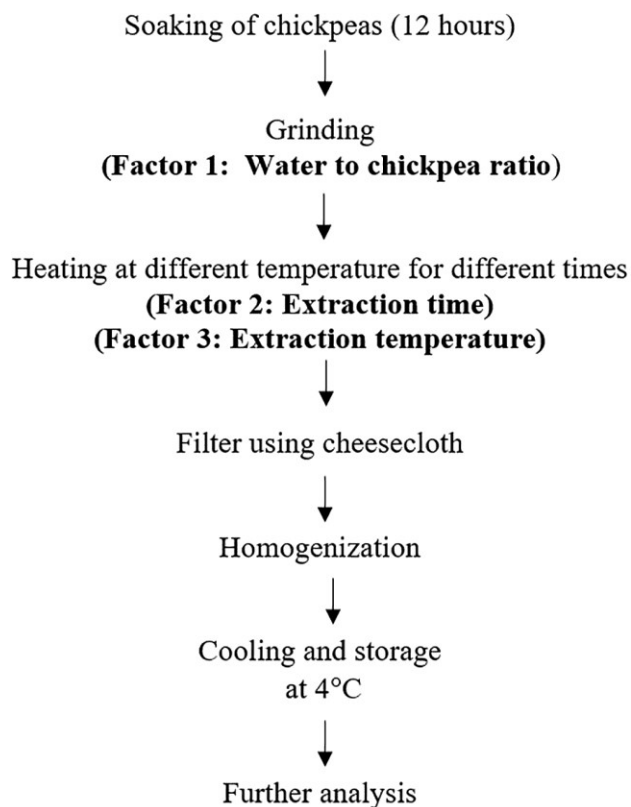 Soaking of chickpeas (12 hours)
Grinding
(Factor 1:  Water to chickpea ratio)
Heating at different temperature for different times
(Factor 2: Extraction time)
(Factor 3: Extraction temperature)
Filter using cheesecloth
Homogenization
Cooling and storage
at 4°C
Further analysis